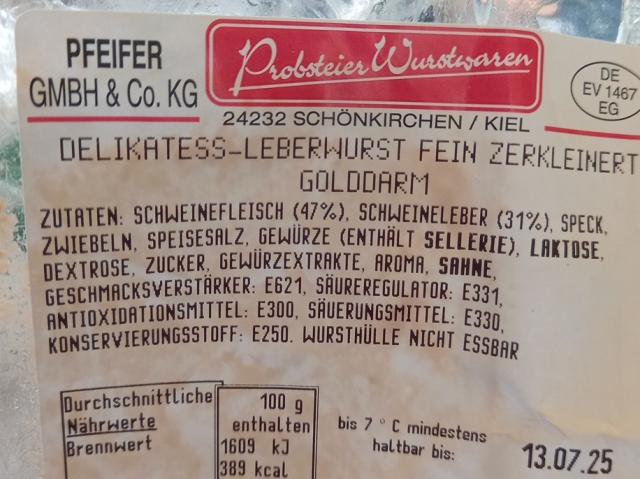 PFEIFER
GMBH & Co. KG
Probsteier Wurstwaren
DE
EV 1467
EG
24232 SCHÖNKIRCHEN / KIEL
DELIKATESS-LEBERWURST FEIN ZERKLEINERT
GOLDDARM
ZUTATEN: SCHWEINEFLEISCH (47%), SCHWEINELEBER (31%), SPECK,
ZWIEBELN, SPEISESALZ, GEWÜRZE (ENTHÄLT SELLERIE), LAKTOSE,
DEXTROSE, ZUCKER, GEWÜRZEXTRAKTE, AROMA, SAHNE,
GESCHMACKSVERSTÄRKER: E621, SÄUREREGULATOR: E331,
ANTIOXIDATIONSMITTEL: E300, SÄUERUNGSMITTEL: E330,
KONSERVIERUNGSSTOFF: E250. WURSTHÜLLE NICHT ESSBAR
Durchschnittliche 100 g
Nährwerte enthalten
Brennwert 1609 kJ
389 kcal
bis 7 ° C mindestens
haltbar bis: 13.07.25